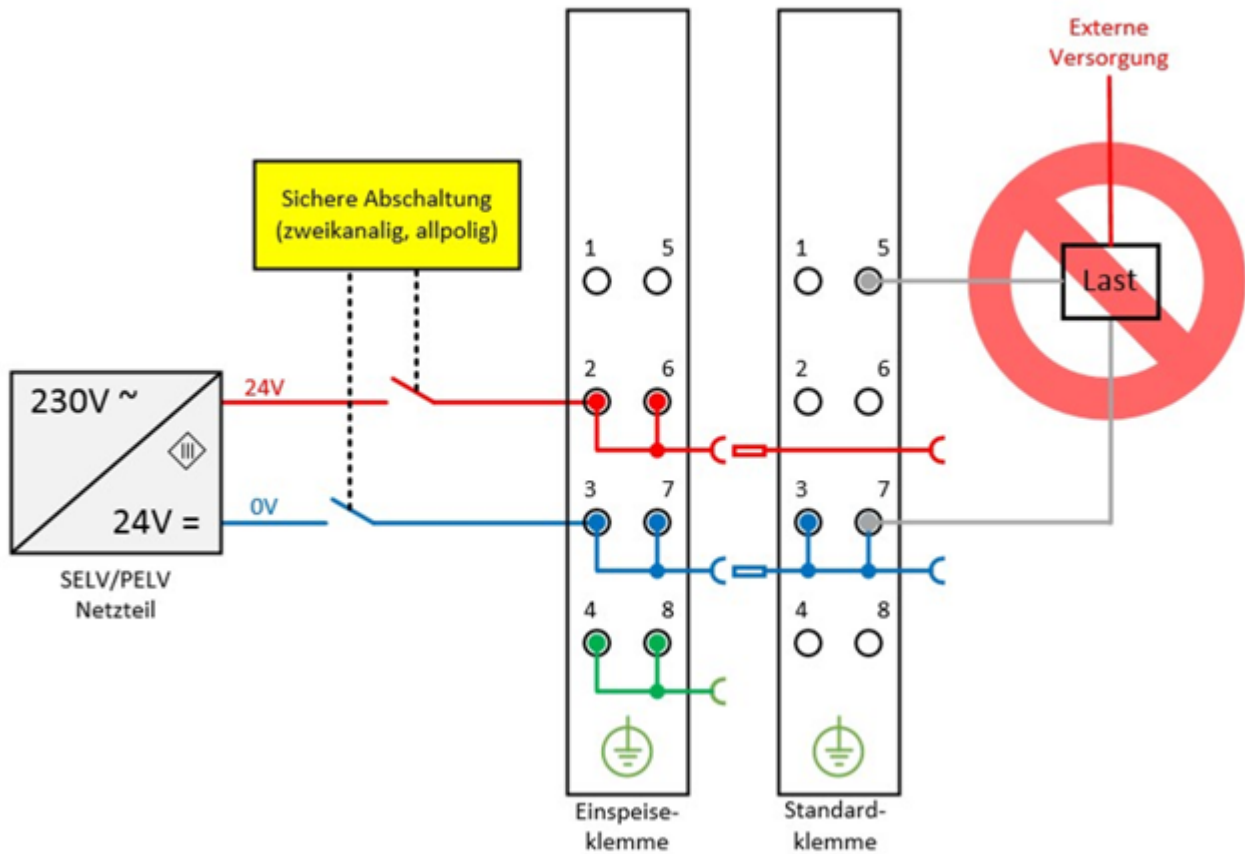 Externe
Versorgung
Sichere Abschaltung
(zweikanalig, allpolig)
1 5
1 5
Last
230V ~
24V
2 6
2 6
III
24V =
0V
3 7
3 7
SELV/PELV
Netzteil
4 8
4 8
Einspeise-
klemme
Standard-
klemme